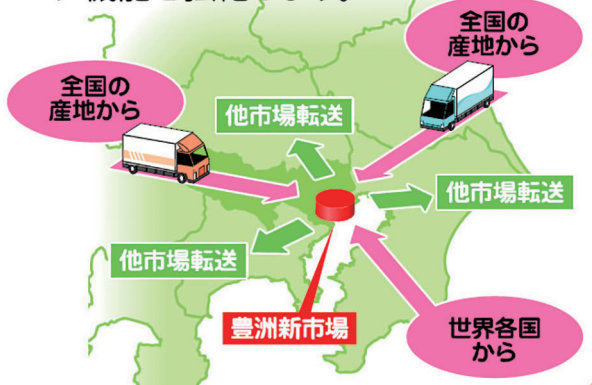 全国の
産地から
全国の
産地から
他市場転送
他市場転送
他市場転送
豊洲新市場
世界各国
から